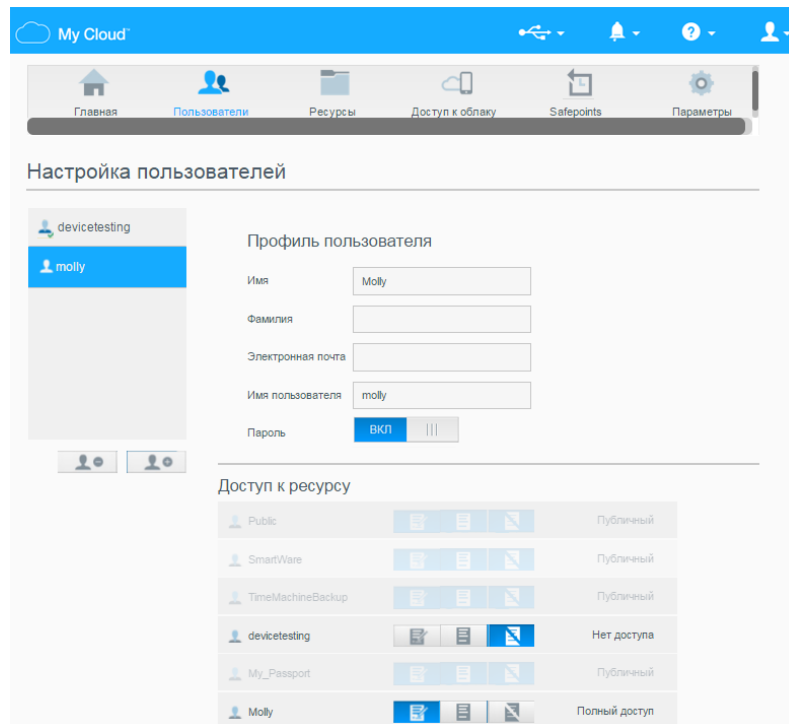 My Cloud™
Главная Пользователи Ресурсы Доступ к облаку Safepoints Параметры
Настройка пользователей
devicetesting
molly
Профиль пользователя
Имя Molly
Фамилия
Электронная почта
Имя пользователя molly
Пароль ВКЛ
Доступ к ресурсу
Public Публичный
SmartWare Публичный
TimeMachineBackup Публичный
devicetesting Нет доступа
My_Passport Публичный
Molly Полный доступ